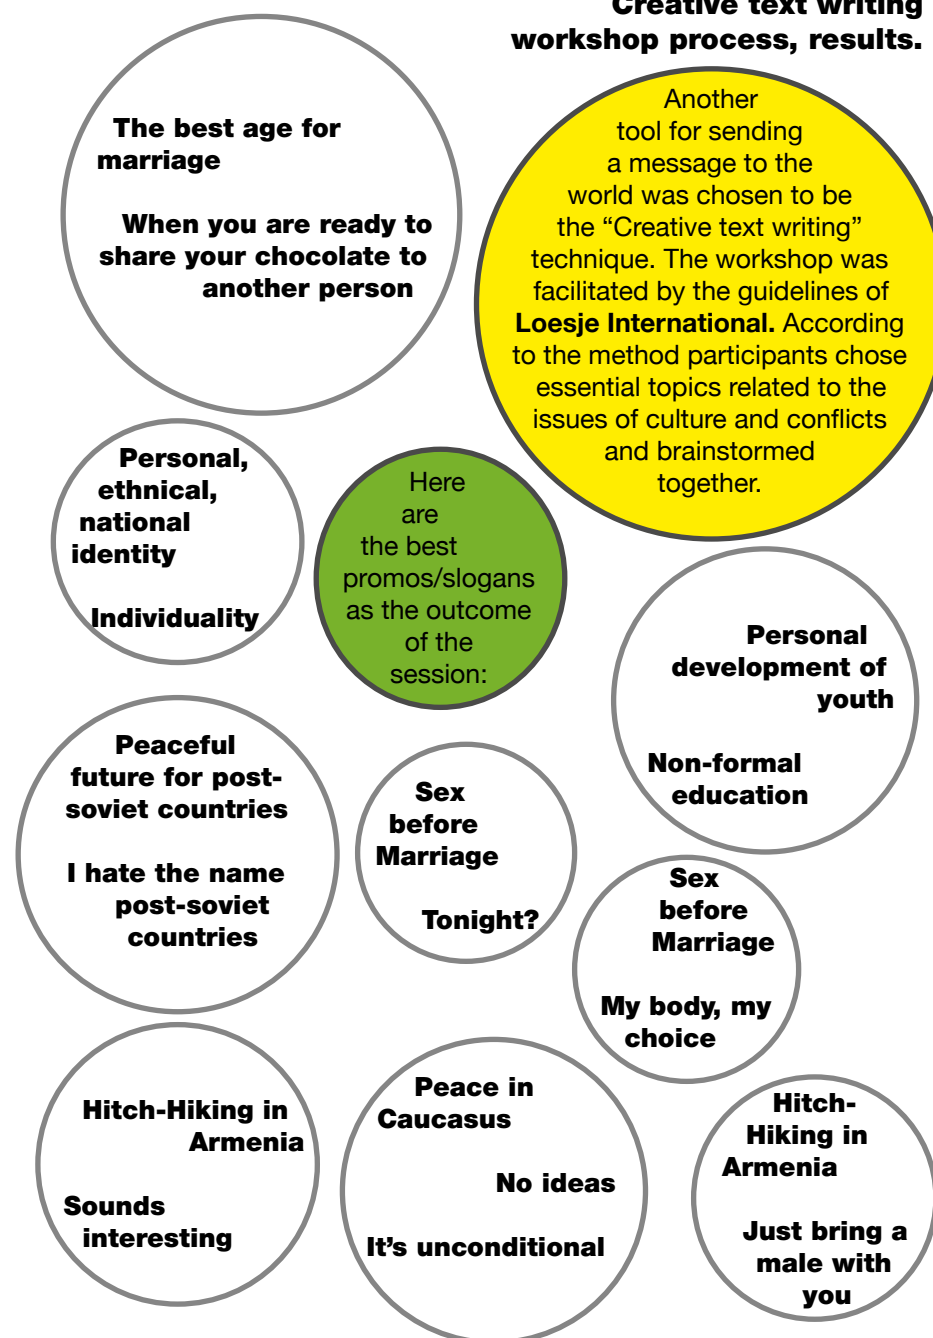 Creative text writing
workshop process, results.
The best age for
marriage
When you are ready to
share your chocolate to
another person
Another
tool for sending
a message to the
world was chosen to be
the “Creative text writing”
technique. The workshop was
facilitated by the guidelines of
Loesje International. According
to the method participants chose
essential topics related to the
issues of culture and conflicts
and brainstormed
together.
Personal,
ethnical,
national
identity
Individuality
Here
are
the best
promos/slogans
as the outcome
of the
session:
Personal
development of
youth
Non-formal
education
Peaceful
future for post-
soviet countries
I hate the name
post-soviet
countries
Sex
before
Marriage
Tonight?
Sex
before
Marriage
My body, my
choice
Hitch-Hiking in
Armenia
Sounds
interesting
Peace in
Caucasus
No ideas
It’s unconditional
Hitch-
Hiking in
Armenia
Just bring a
male with
you